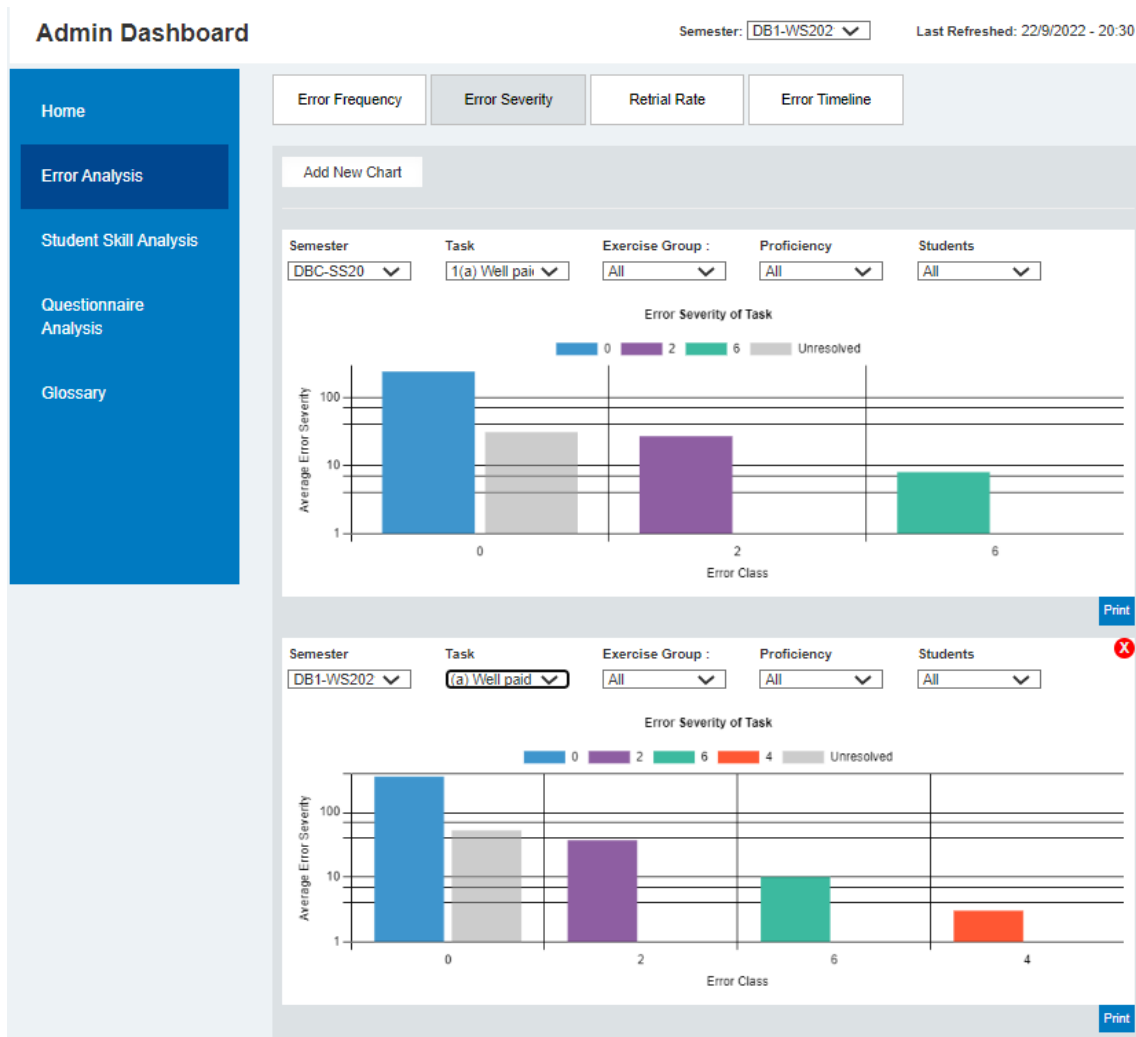 Admin Dashboard
Semester: DB1-WS202
Last Refreshed: 22/9/2022 - 20:30
Home
Error Analysis
Student Skill Analysis
Questionnaire
Analysis
Glossary
Error Frequency
Error Severity
Retrial Rate
Error Timeline
Add New Chart
Semester Task Exercise Group : Proficiency Students
DBC-SS20 1(a) Well pai All All All
Error Severity of Task
0 2 6 Unresolved
Average Error Severity
100
10
1
0 2 6
Error Class
Print
Semester Task Exercise Group : Proficiency Students
X
DB1-WS202 (a) Well paid All All All
Error Severity of Task
0 2 6 4 Unresolved
Average Error Severity
100
10
1
0 2 6 4
Error Class
Print